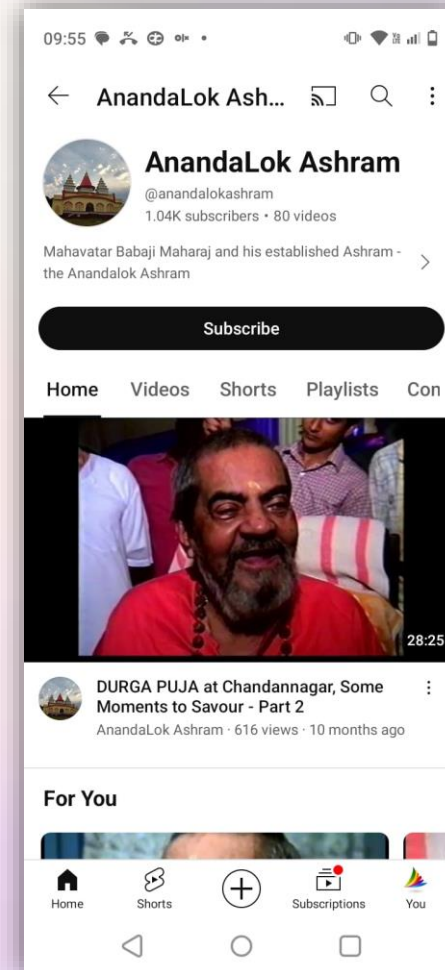 09:55
AnandaLok Ash...
AnandaLok Ashram
@anandalokashram
1.04K subscribers • 80 videos
Mahavatar Babaji Maharaj and his established Ashram -
the Anandalok Ashram
Subscribe
Home Videos Shorts Playlists Con
28:25
DURGA PUJA at Chandannagar, Some
Moments to Savour - Part 2
AnandaLok Ashram · 616 views · 10 months ago
For You
Home Shorts Subscriptions You